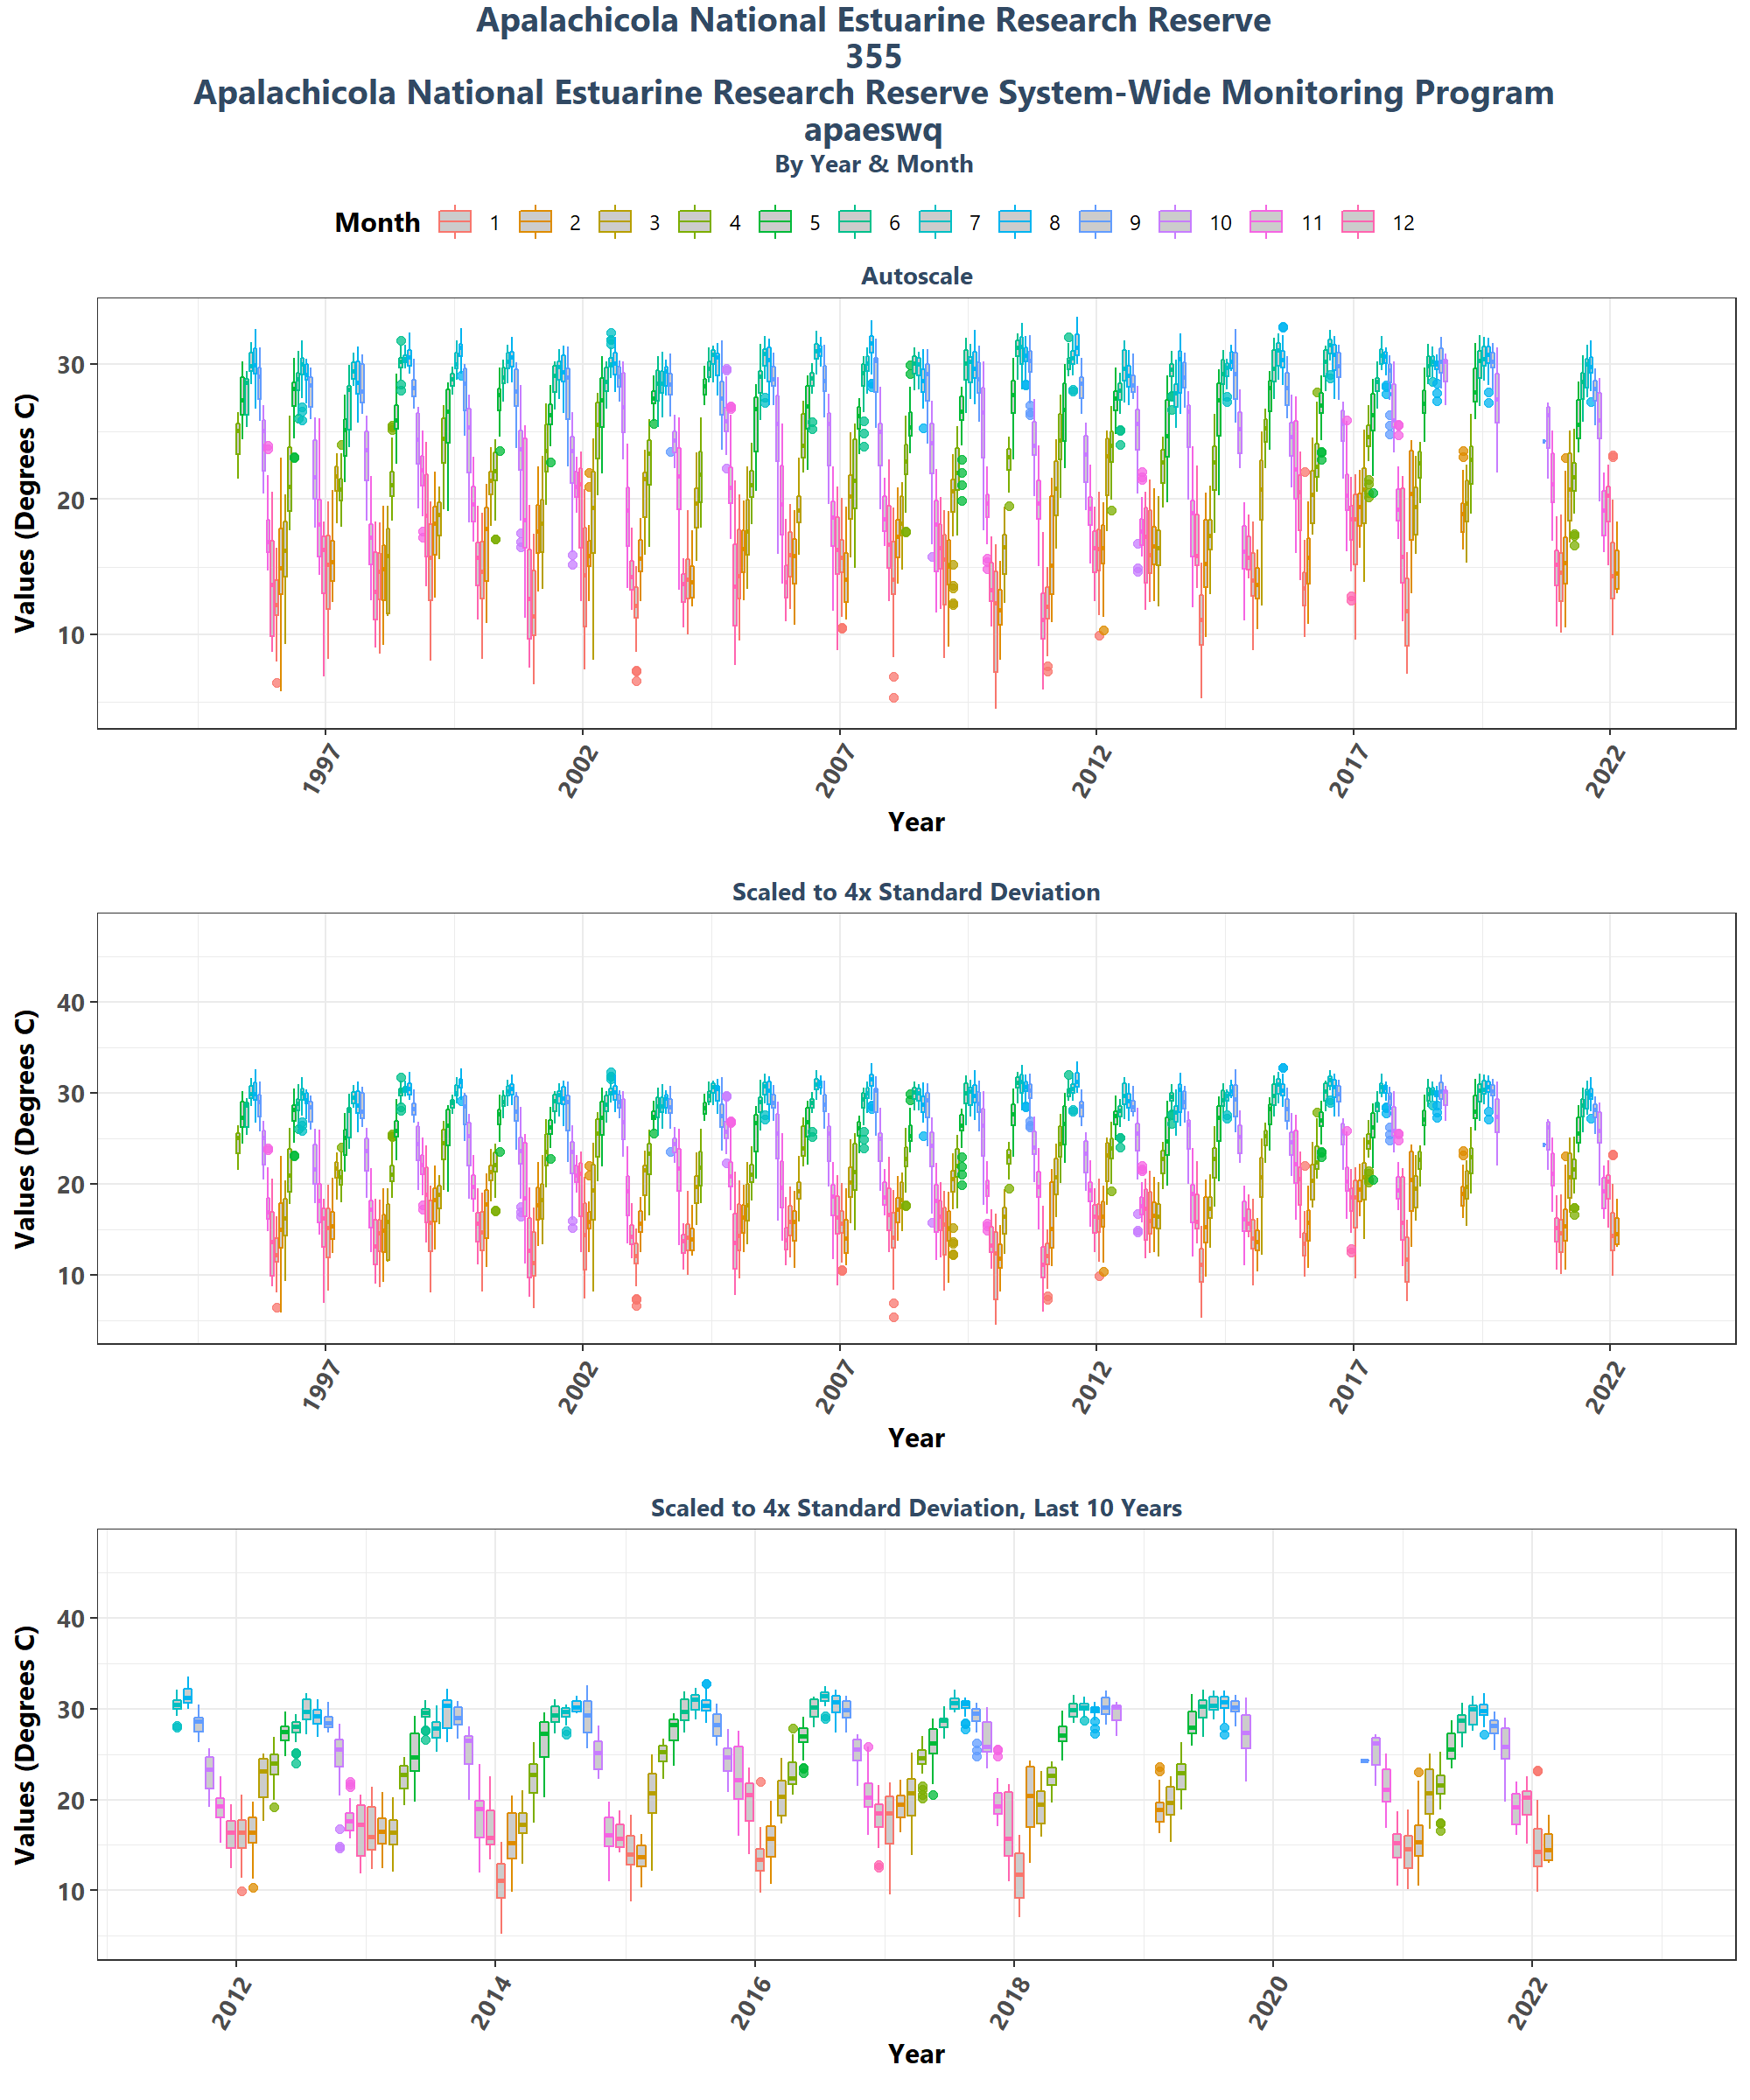 Apalachicola National Estuarine Research Reserve
355
Apalachicola National Estuarine Research Reserve System-Wide Monitoring Program
apaeswq
By Year & Month
Month 1 2 3 4 5 6 7 8 9 10 11 12
Autoscale
Values (Degrees C)
30
20
10
1997 2002 2007 2012 2017 2022
Year
Scaled to 4x Standard Deviation
Values (Degrees C)
40
30
20
10
1997 2002 2007 2012 2017 2022
Year
Scaled to 4x Standard Deviation, Last 10 Years
Values (Degrees C)
40
30
20
10
2012 2014 2016 2018 2020 2022
Year